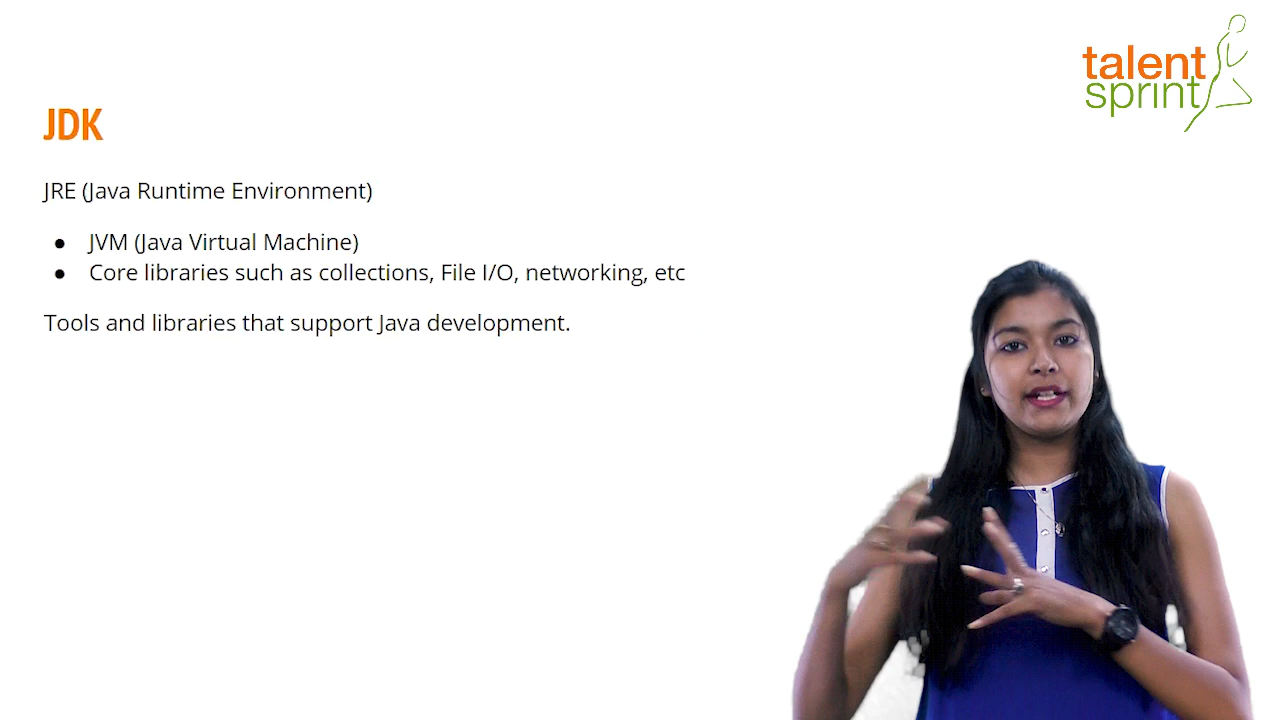 talent
sprint
JDK
JRE (Java Runtime Environment)
● JVM (Java Virtual Machine)
● Core libraries such as collections, File I/O, networking, etc
Tools and libraries that support Java development.